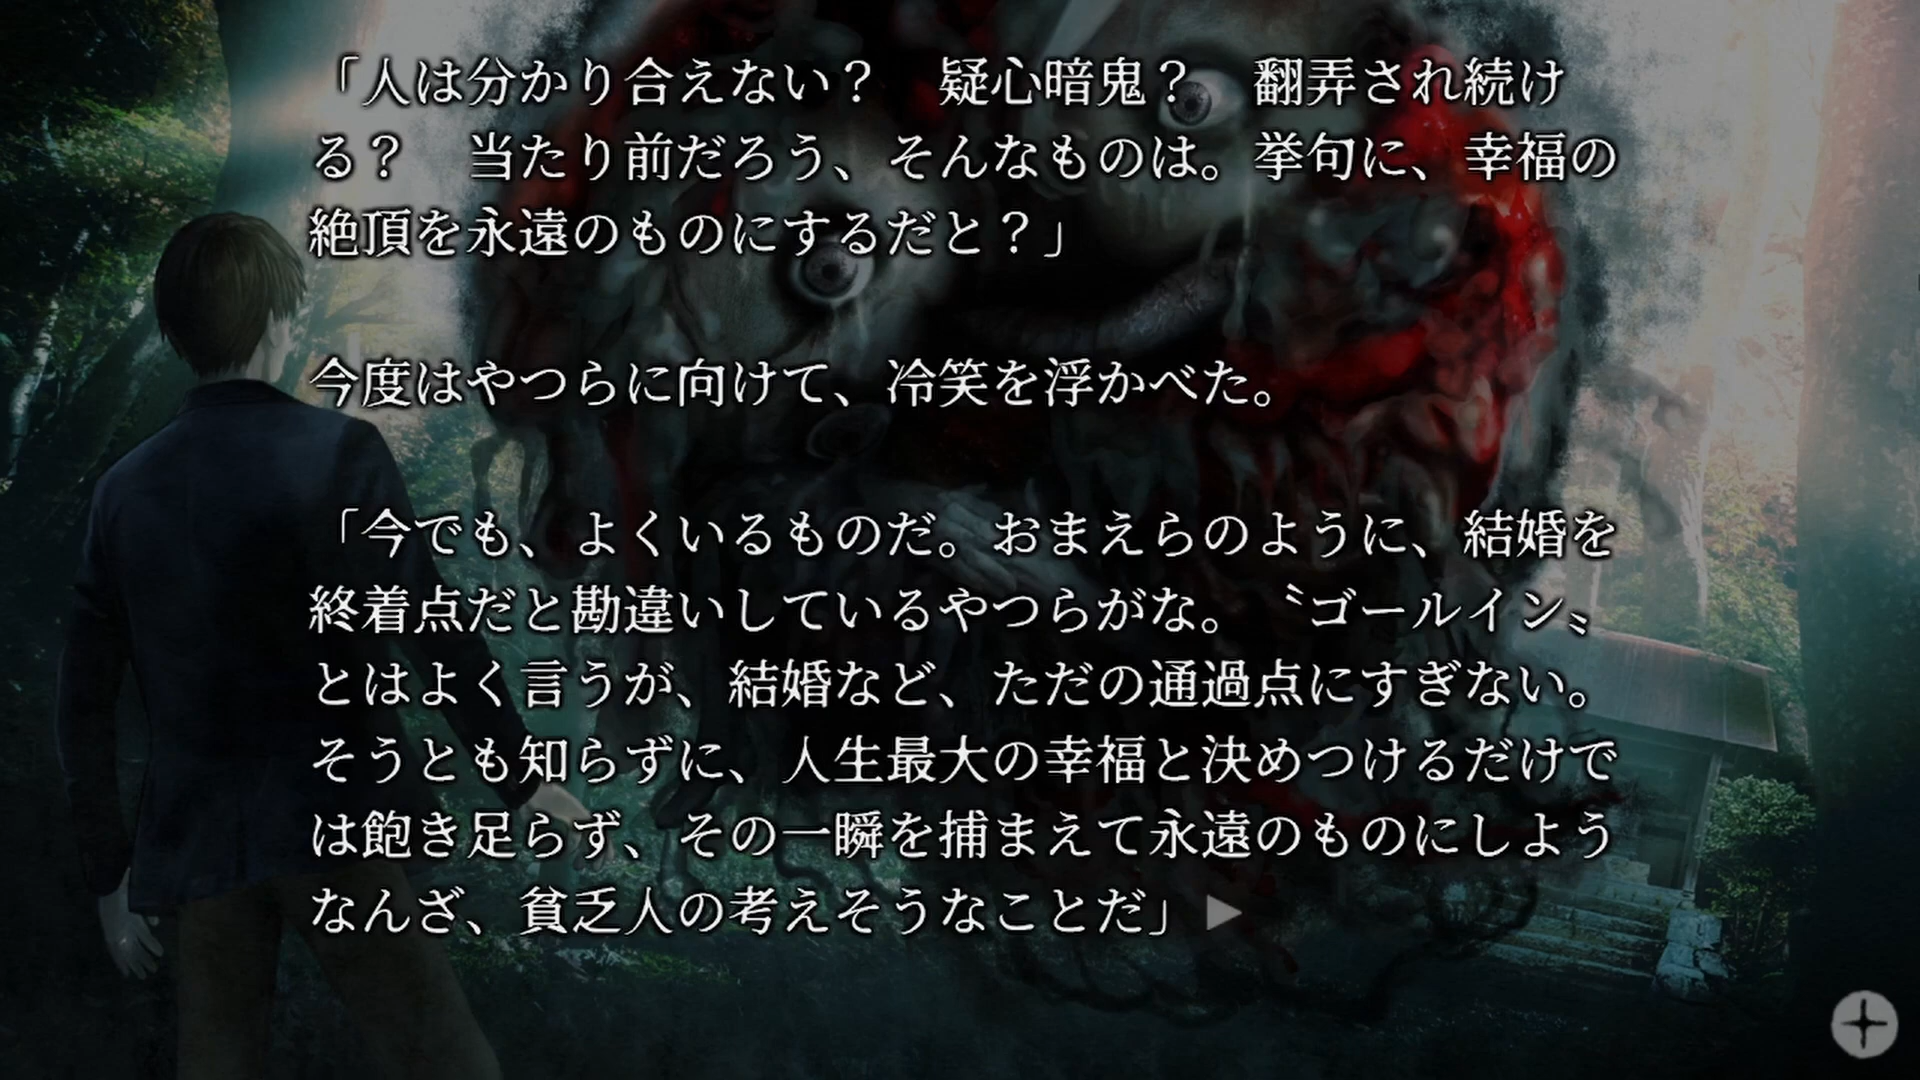 「人は分かり合えない？　疑心暗鬼？　翻弄され続け
る？　当たり前だろう、そんなものは。挙句に、幸福の
絶頂を永遠のものにするだと？」
今度はやつらに向けて、冷笑を浮かべた。
「今でも、よくいるものだ。おまえらのように、結婚を
終着点だと勘違いしているやつらがな。〝ゴールイン〟
とはよく言うが、結婚など、ただの通過点にすぎない。
そうとも知らずに、人生最大の幸福と決めつけるだけで
は飽き足らず、その一瞬を捕まえて永遠のものにしよう
なんざ、貧乏人の考えそうなことだ」